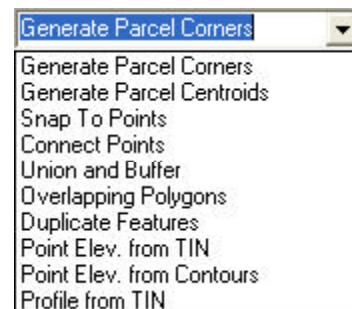 Generate Parcel Corners
Generate Parcel Corners
Generate Parcel Centroids
Snap To Points
Connect Points
Union and Buffer
Overlapping Polygons
Duplicate Features
Point Elev. from TIN
Point Elev. from Contours
Profile from TIN